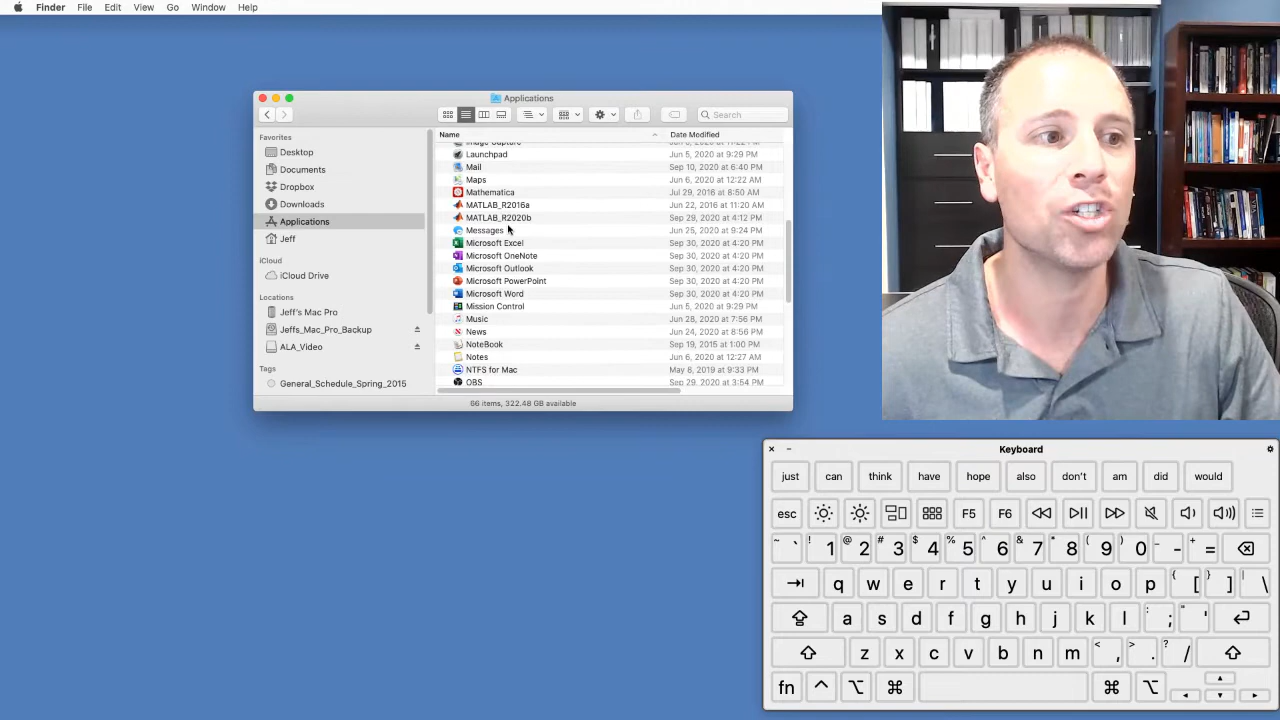 Finder File Edit View Go Window Help
Applications
Search
Favorites
Desktop
Documents
Dropbox
Downloads
Applications
Jeff
iCloud
iCloud Drive
Locations
Jeff's Mac Pro
Jeffs_Mac_Pro_Backup
ALA_Video
Tags
General_Schedule_Spring_2015
Name Date Modified
Launchpad Jun 5, 2020 at 9:29 PM
Mail Sep 10, 2020 at 6:40 PM
Maps Jun 6, 2020 at 12:22 AM
Mathematica Jul 29, 2016 at 8:50 AM
MATLAB_R2016a Jun 22, 2016 at 11:20 AM
MATLAB_R2020b Sep 29, 2020 at 4:12 PM
Messages Jun 25, 2020 at 9:24 PM
Microsoft Excel Sep 30, 2020 at 4:20 PM
Microsoft OneNote Sep 30, 2020 at 4:20 PM
Microsoft Outlook Sep 30, 2020 at 4:20 PM
Microsoft PowerPoint Sep 30, 2020 at 4:20 PM
Microsoft Word Sep 30, 2020 at 4:20 PM
Mission Control Jun 5, 2020 at 9:29 PM
Music Jun 28, 2020 at 7:56 PM
News Jun 24, 2020 at 8:56 PM
NoteBook Sep 19, 2015 at 1:00 PM
Notes Jun 6, 2020 at 12:27 AM
NTFS for Mac May 8, 2019 at 9:33 PM
OBS Sep 29, 2020 at 3:54 PM
66 items, 322.48 GB available
Keyboard
just can think have hope also don't am did would
esc F5 F6
~ ` ! 1 @ 2 # 3 $ 4 % 5 ^ 6 & 7 * 8 ( 9 ) 0 _ - + =
q w e r t y u i o p { [ } ] | \
a s d f g h j k l : ; " '
z x c v b n m < , > . ? /
fn ^ ⌥ ⌘ ⌘ ⌥